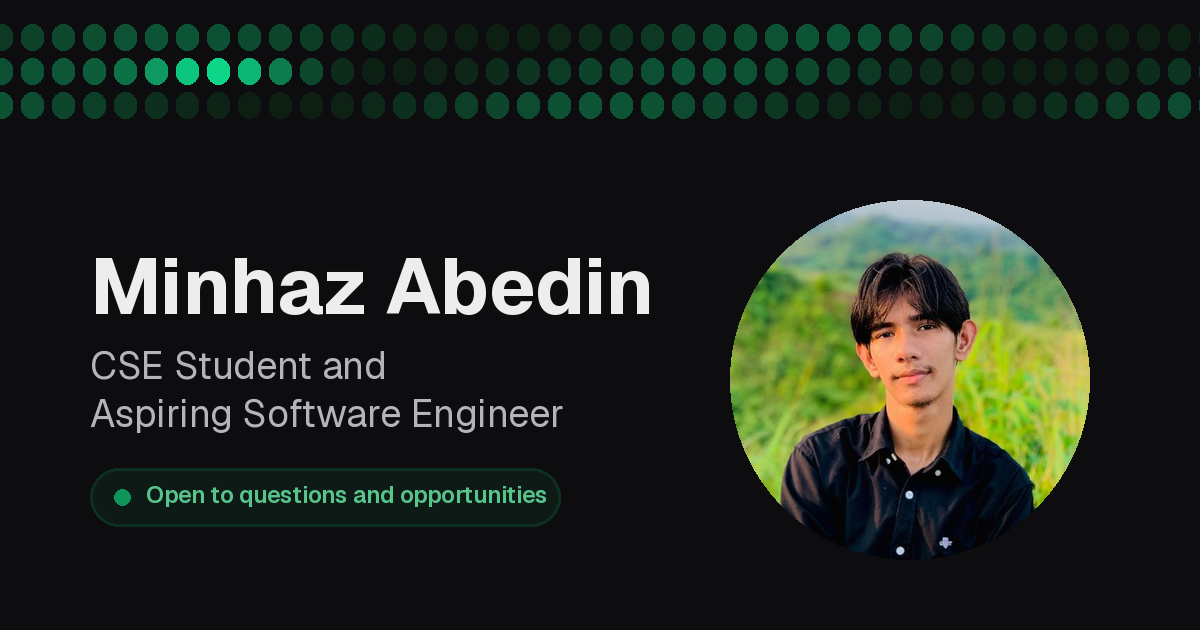 Minhaz Abedin
CSE Student and
Aspiring Software Engineer
Open to questions and opportunities